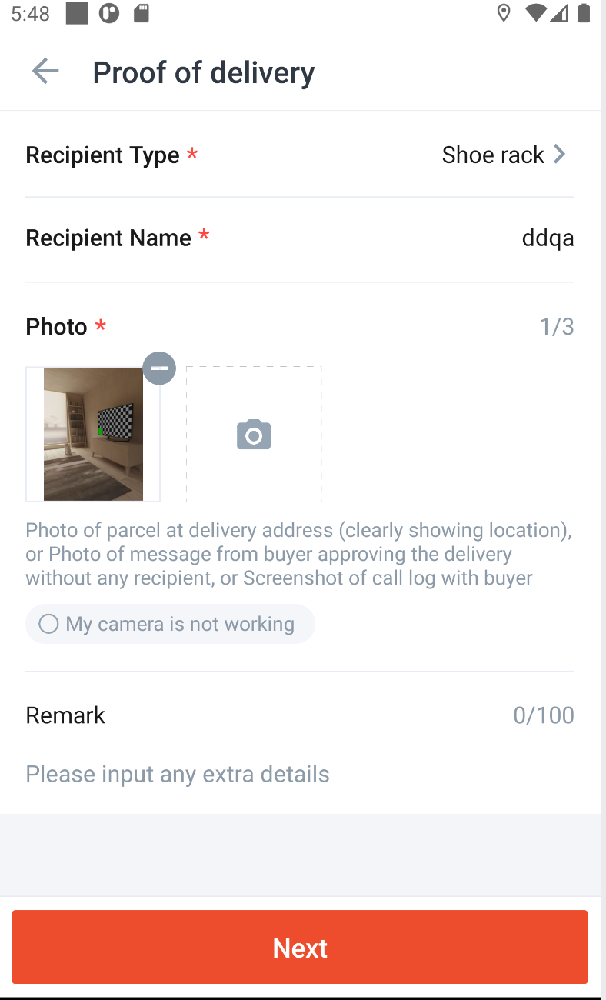 5:48
Proof of delivery
Recipient Type *
Shoe rack
Recipient Name *
ddqa
Photo *
1/3
Photo of parcel at delivery address (clearly showing location),
or Photo of message from buyer approving the delivery
without any recipient, or Screenshot of call log with buyer
My camera is not working
Remark
0/100
Please input any extra details
Next